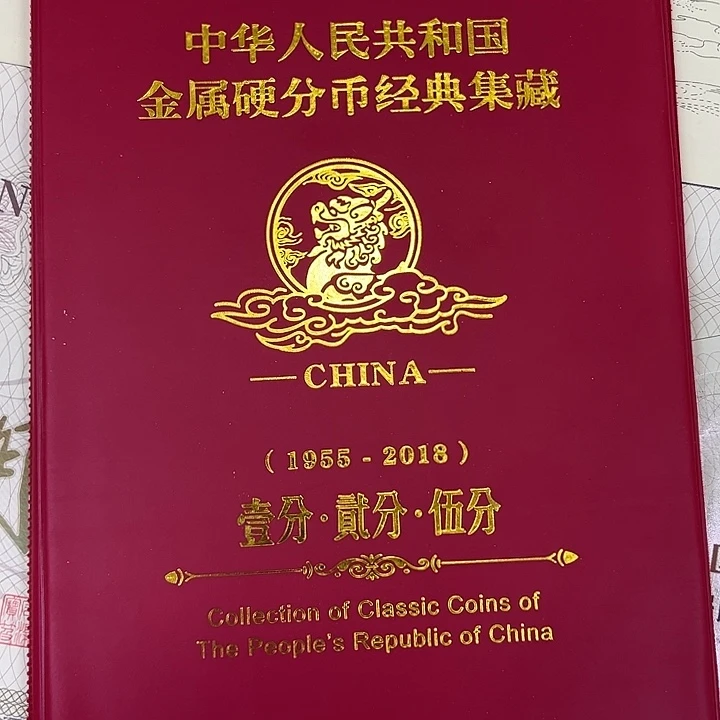 中华人民共和国
金属硬分币经典集藏
CHINA
(1955-2018)
壹分·貳分·伍分
Collection of Classic Coins of
The People's Republic of China